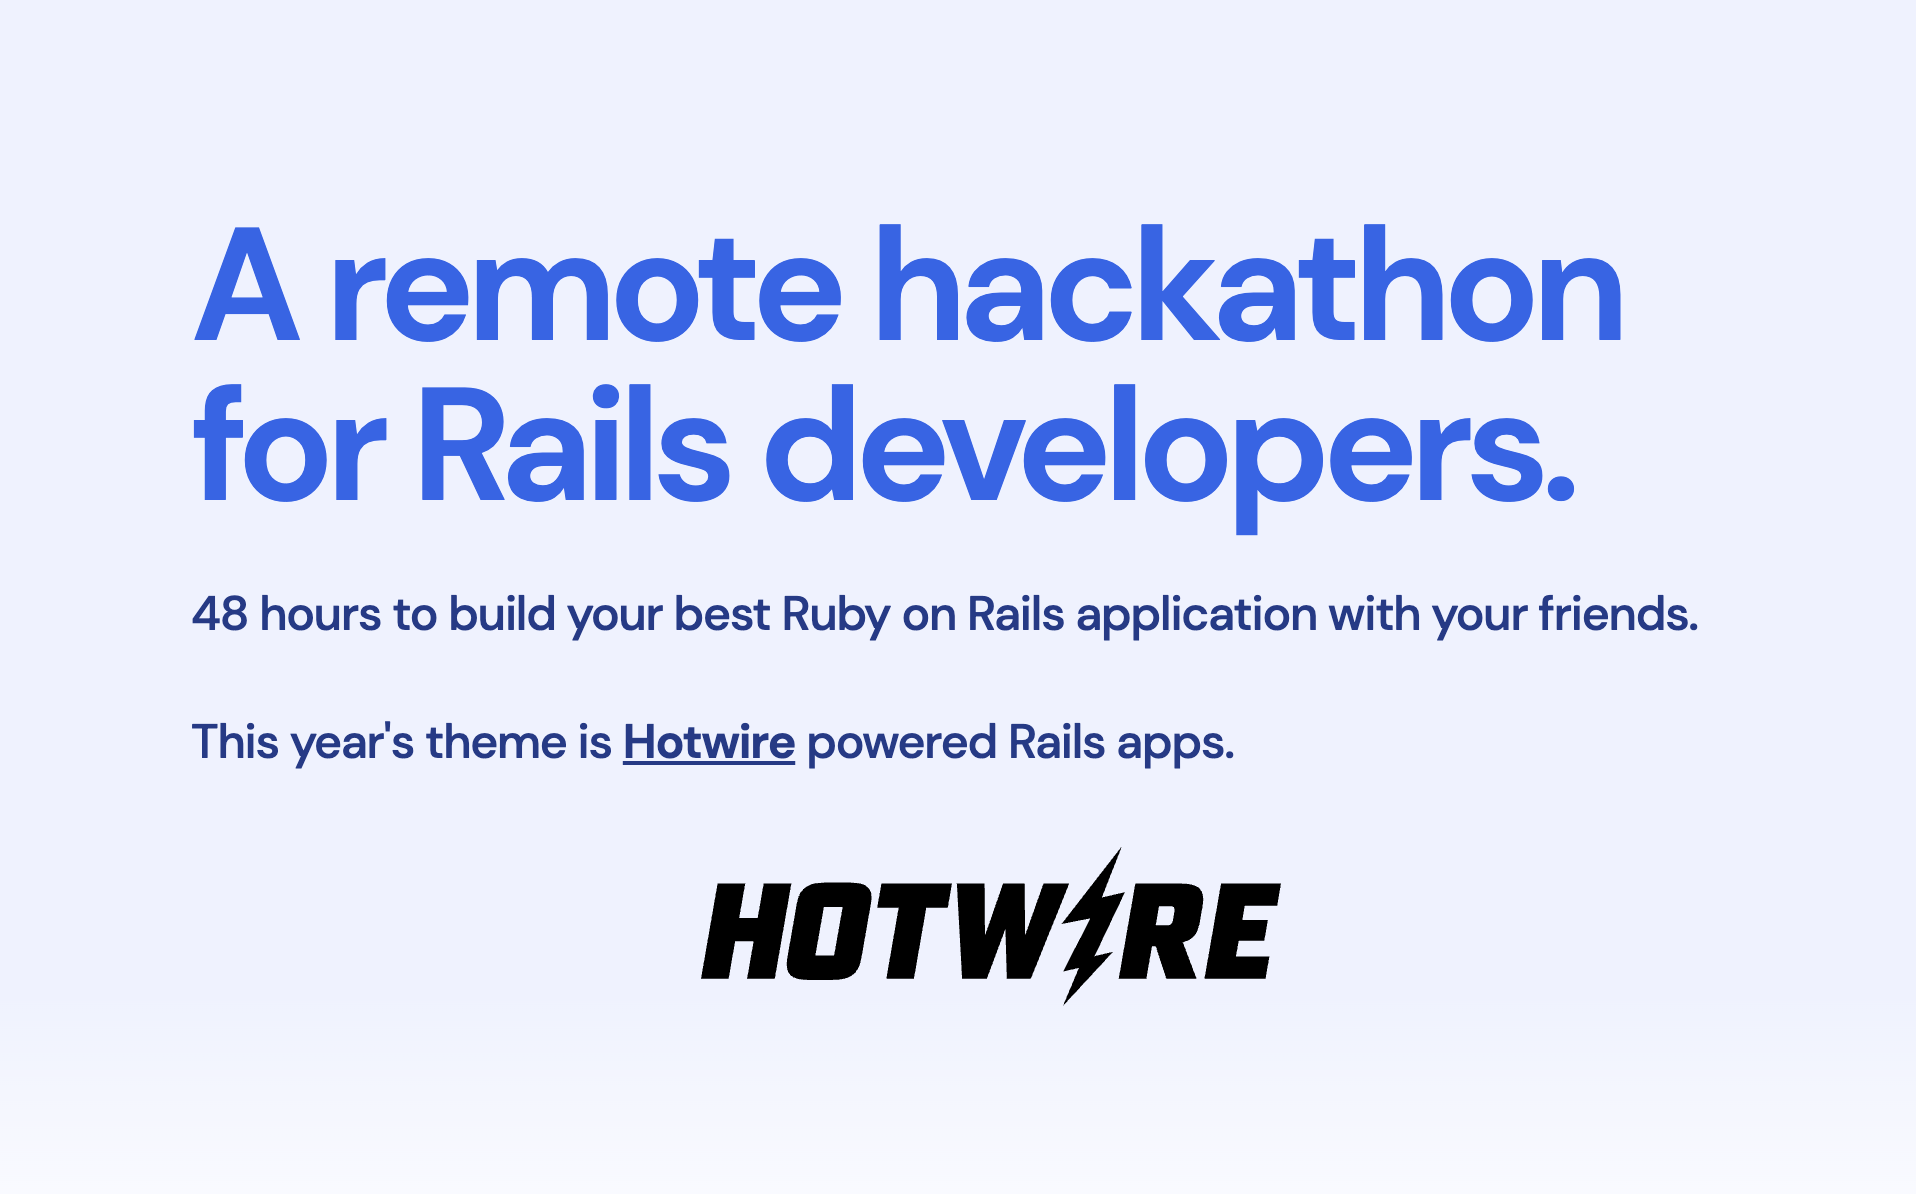 A remote hackathon
for Rails developers.
48 hours to build your best Ruby on Rails application with your friends.
This year's theme is Hotwire powered Rails apps.
HOTWIRE